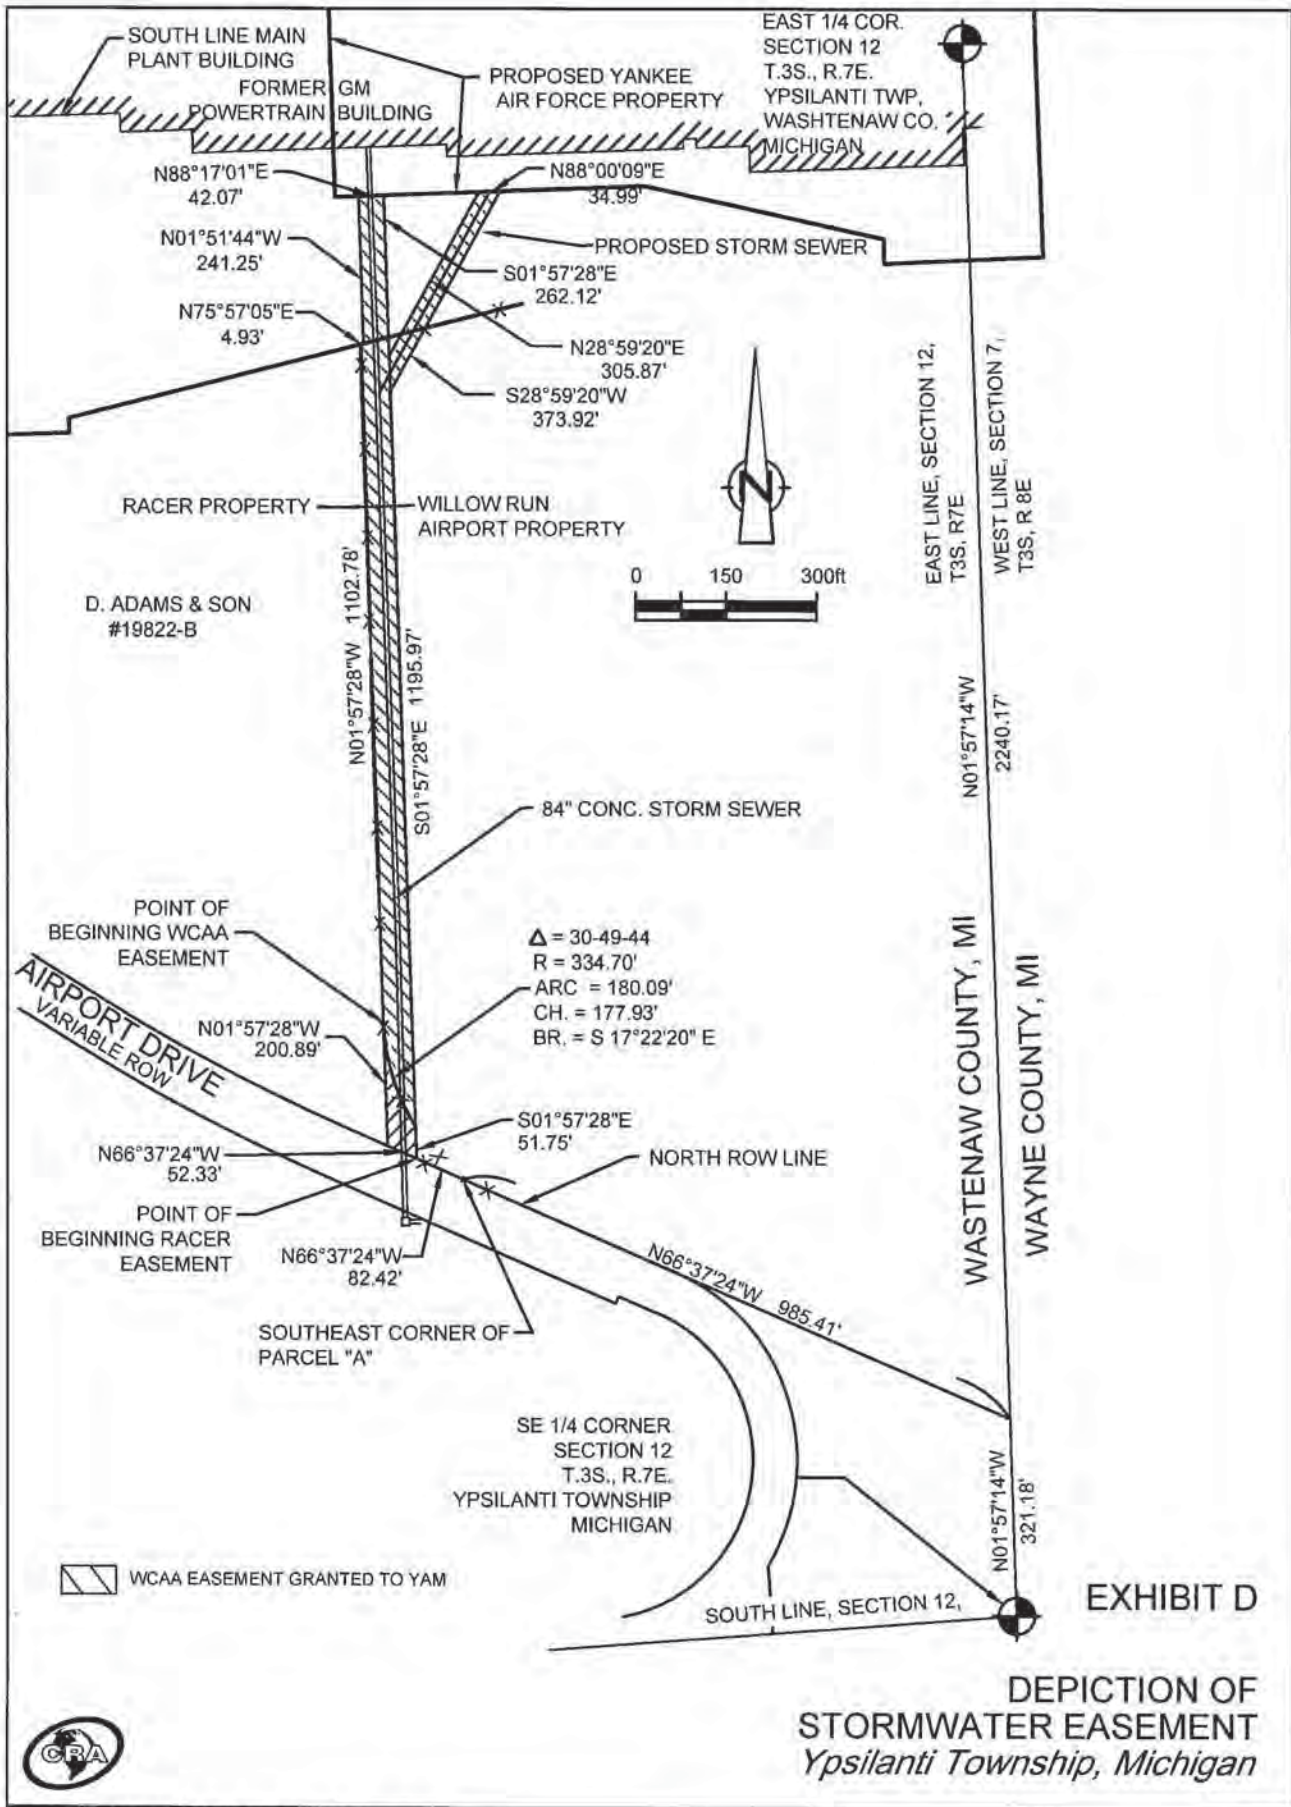 SOUTH LINE MAIN
PLANT BUILDING
FORMER GM
POWERTRAIN BUILDING
PROPOSED YANKEE
AIR FORCE PROPERTY
EAST 1/4 COR.
SECTION 12
T.3S., R.7E.
YPSILANTI TWP,
WASHTENAW CO.
MICHIGAN
N88°17'01"E
42.07'
N88°00'09"E
34.99'
N01°51'44"W
241.25'
PROPOSED STORM SEWER
S01°57'28"E
262.12'
N75°57'05"E
4.93'
N28°59'20"E
305.87'
S28°59'20"W
373.92'
EAST LINE, SECTION 12,
T3S, R7E
WEST LINE, SECTION 7,
T3S, R 8E
N
RACER PROPERTY
WILLOW RUN
AIRPORT PROPERTY
0 150 300ft
D. ADAMS & SON
#19822-B
N01°57'28"W 1102.78'
S01°57'28"E 1195.97'
N01°57'14"W
2240.17'
84" CONC. STORM SEWER
POINT OF
BEGINNING WCAA
EASEMENT
Δ = 30-49-44
R = 334.70'
ARC = 180.09'
CH. = 177.93'
BR. = S 17°22'20" E
AIRPORT DRIVE
VARIABLE ROW
N01°57'28"W
200.89'
WASTENAW COUNTY, MI
WAYNE COUNTY, MI
S01°57'28"E
51.75'
N66°37'24"W
52.33'
NORTH ROW LINE
POINT OF
BEGINNING RACER
EASEMENT
N66°37'24"W
82.42'
N66°37'24"W 985.41'
SOUTHEAST CORNER OF
PARCEL "A"
SE 1/4 CORNER
SECTION 12
T.3S., R.7E.
YPSILANTI TOWNSHIP
MICHIGAN
N01°57'14"W
321.18'
WCAA EASEMENT GRANTED TO YAM
SOUTH LINE, SECTION 12,
EXHIBIT D
DEPICTION OF
STORMWATER EASEMENT
Ypsilanti Township, Michigan
CRA